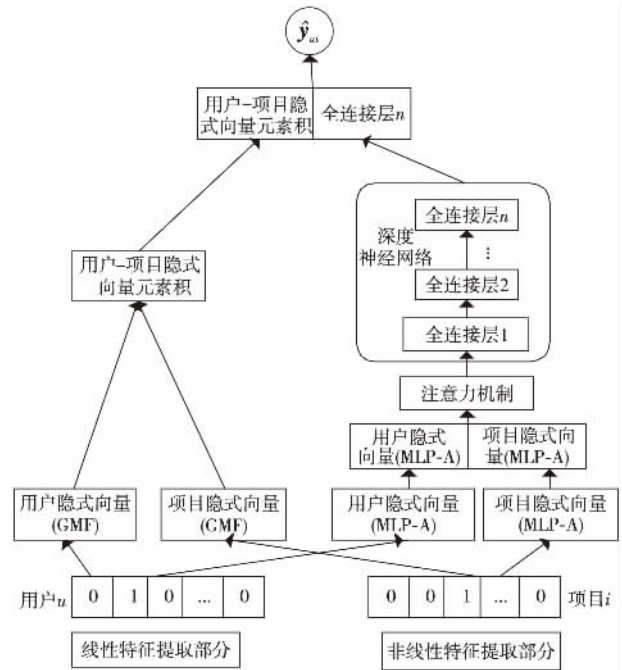 ŷui
用户-项目隐
式向量元素积
全连接层n
全连接层n
深度
神经网络
⋮
全连接层2
全连接层1
用户-项目隐式
向量元素积
注意力机制
用户隐式
向量(MLP-A)
项目隐式向
量(MLP-A)
用户隐式向量
(GMF)
项目隐式向量
(GMF)
用户隐式向量
(MLP-A)
项目隐式向量
(MLP-A)
用户u 0 1 0 ... 0
0 0 1 ... 0 项目i
线性特征提取部分
非线性特征提取部分